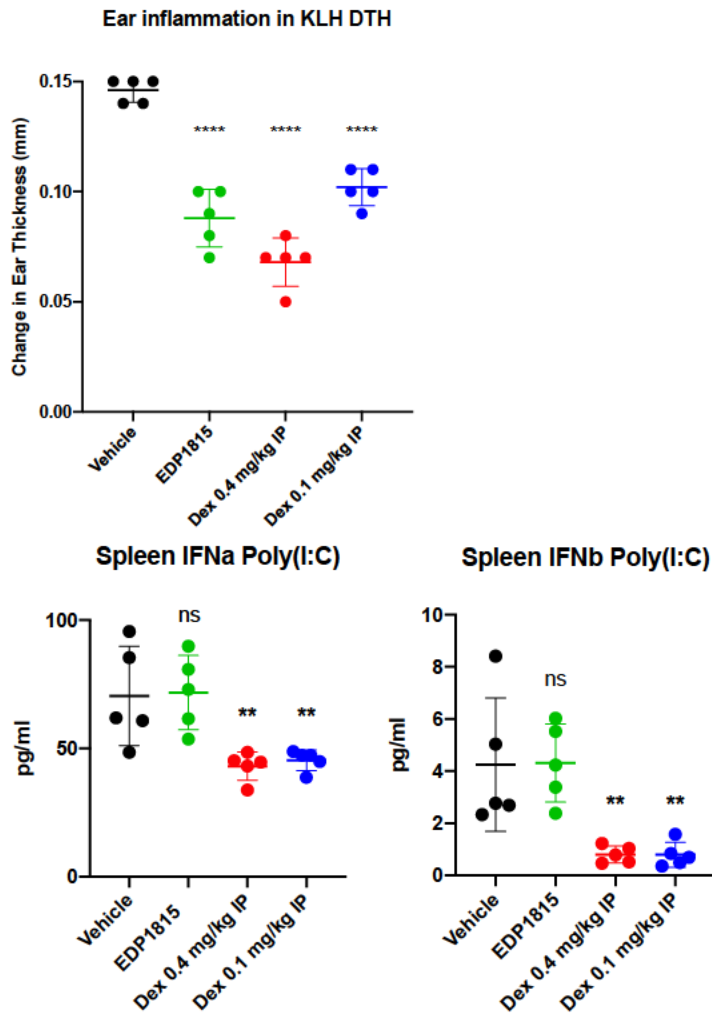 Ear inflammation in KLH DTH
Change in Ear Thickness (mm)
0.15
0.10
0.05
0.00
**** **** ****
Vehicle
EDP1815
Dex 0.4 mg/kg IP
Dex 0.1 mg/kg IP
Spleen IFNa Poly(I:C)
pg/ml
100
50
0
ns
** **
Vehicle
EDP1815
Dex 0.4 mg/kg IP
Dex 0.1 mg/kg IP
Spleen IFNb Poly(I:C)
pg/ml
10
8
6
4
2
0
ns
** **
Vehicle
EDP1815
Dex 0.4 mg/kg IP
Dex 0.1 mg/kg IP